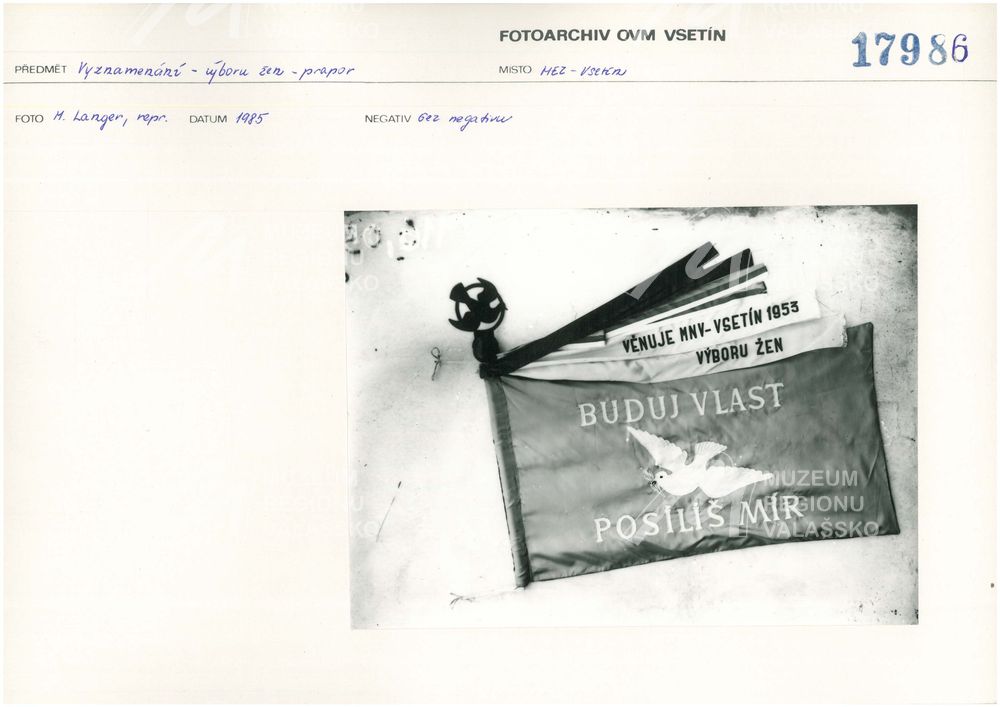 FOTOARCHIV OVM VSETÍN
17986
PŘEDMĚT Vyznamenání - výboru žen - prapor
MÍSTO MEZ - Vsetín
FOTO M. Langer, repr. DATUM 1985
NEGATIV bez negativu
VĚNUJE MNV-VSETÍN 1953
VÝBORU ŽEN
BUDUJ VLAST
POSÍLÍŠ MÍR
MUZEUM
REGIONU
VALAŠSKO